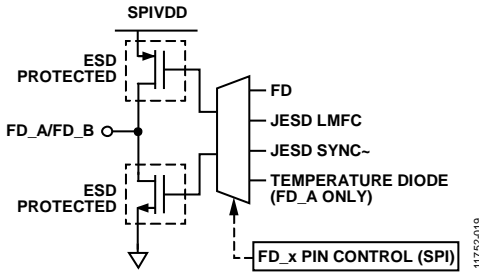 SPIVDD
ESD
PROTECTED
FD
JESD LMFC
FD_A/FD_B
JESD SYNC~
TEMPERATURE DIODE
(FD_A ONLY)
ESD
PROTECTED
FD_x PIN CONTROL (SPI)
11752-019